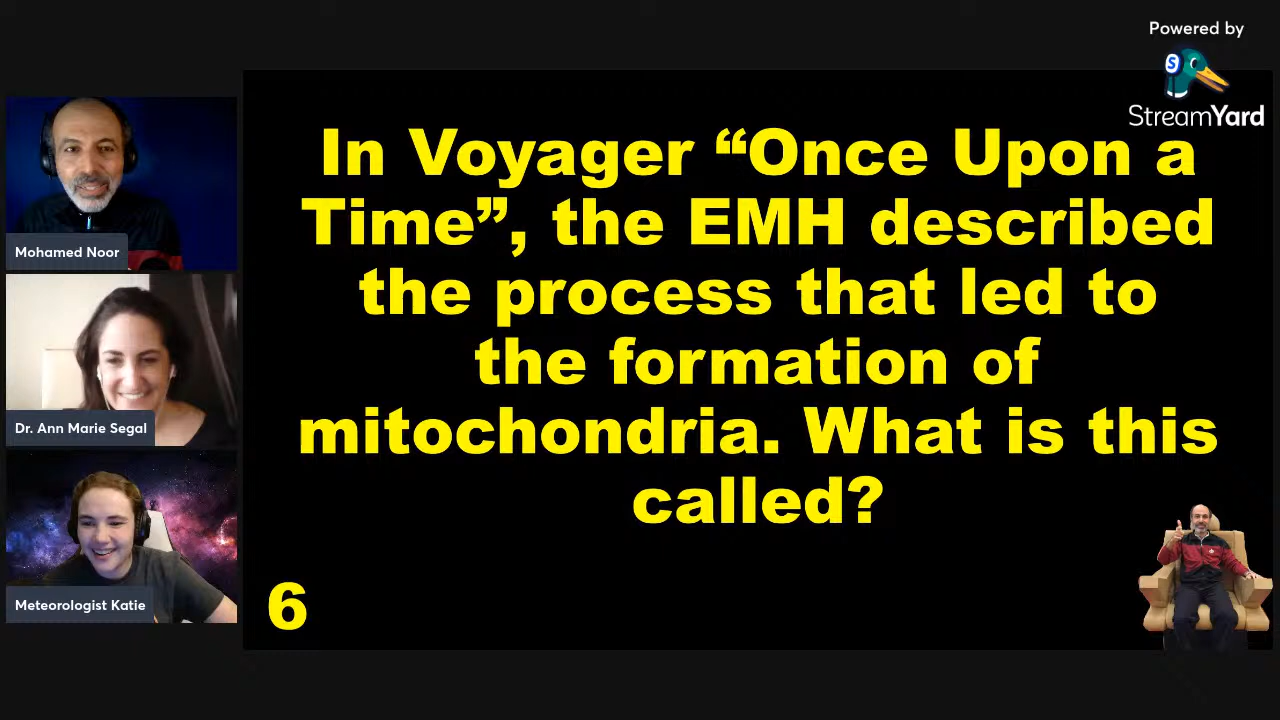 Powered by
S
StreamYard
In Voyager “Once Upon a
Time”, the EMH described
the process that led to
the formation of
mitochondria. What is this
called?
6
Mohamed Noor
Dr. Ann Marie Segal
Meteorologist Katie